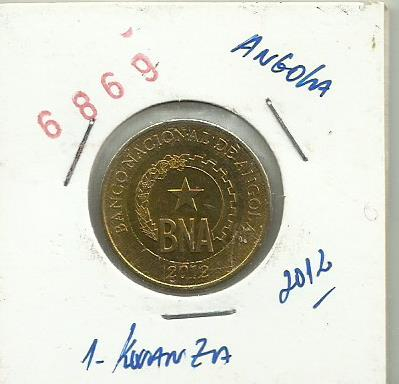 6869
ANGOLA
BANCO NACIONAL DE ANGOLA
BNA
2012
2012
1- KWANZA